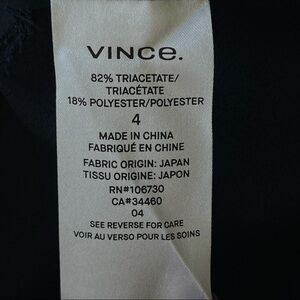 VINCE.
82% TRIACETATE/
TRIACÉTATE
18% POLYESTER/POLYESTER
4
MADE IN CHINA
FABRIQUÉ EN CHINE
FABRIC ORIGIN: JAPAN
TISSU ORIGINE: JAPON
RN#106730
CA#34460
04
SEE REVERSE FOR CARE
VOIR AU VERSO POUR LES SOINS